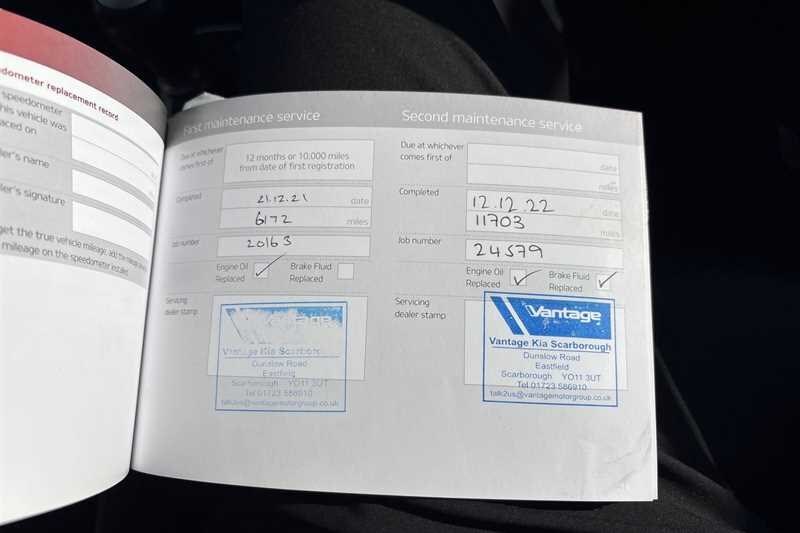 dometer replacement record
speedometer
his vehicle was
aced on
ler's name
ler's signature
get the true vehicle mileage, add the mileage
mileage on the speedometer installed.
First maintenance service
Due at whichever
comes first of
12 months or 10,000 miles
from date of first registration
Completed
21.12.21 date
6172 miles
Job number
20163
Engine Oil
Replaced
Brake Fluid
Replaced
Servicing
dealer stamp
Vantage
Vantage Kia Scarboro
Dunslow Road
Eastfield
Scarborough YO11 3UT
Tel 01723 586910
talk2us@vantagemotorgroup.co.uk
Second maintenance service
Due at whichever
comes first of
date
miles
Completed
12.12.22 date
11703 miles
Job number
24579
Engine Oil
Replaced
Brake Fluid
Replaced
Servicing
dealer stamp
Vantage
Vantage Kia Scarborough
Dunslow Road
Eastfield
Scarborough YO11 3UT
Tel 01723 586910
talk2us@vantagemotorgroup.co.uk